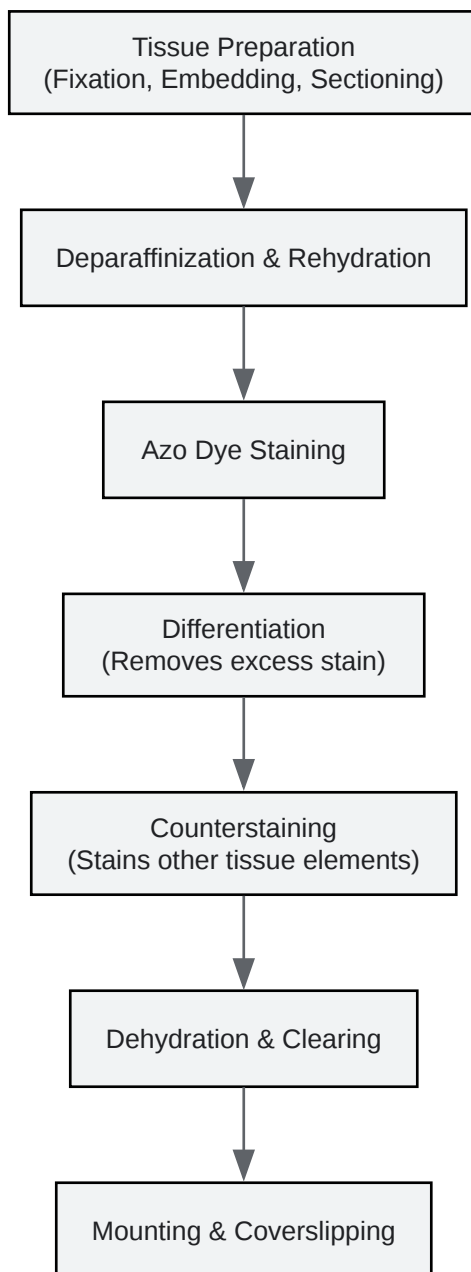 Tissue Preparation
(Fixation, Embedding, Sectioning)
Deparaffinization & Rehydration
Azo Dye Staining
Differentiation
(Removes excess stain)
Counterstaining
(Stains other tissue elements)
Dehydration & Clearing
Mounting & Coverslipping